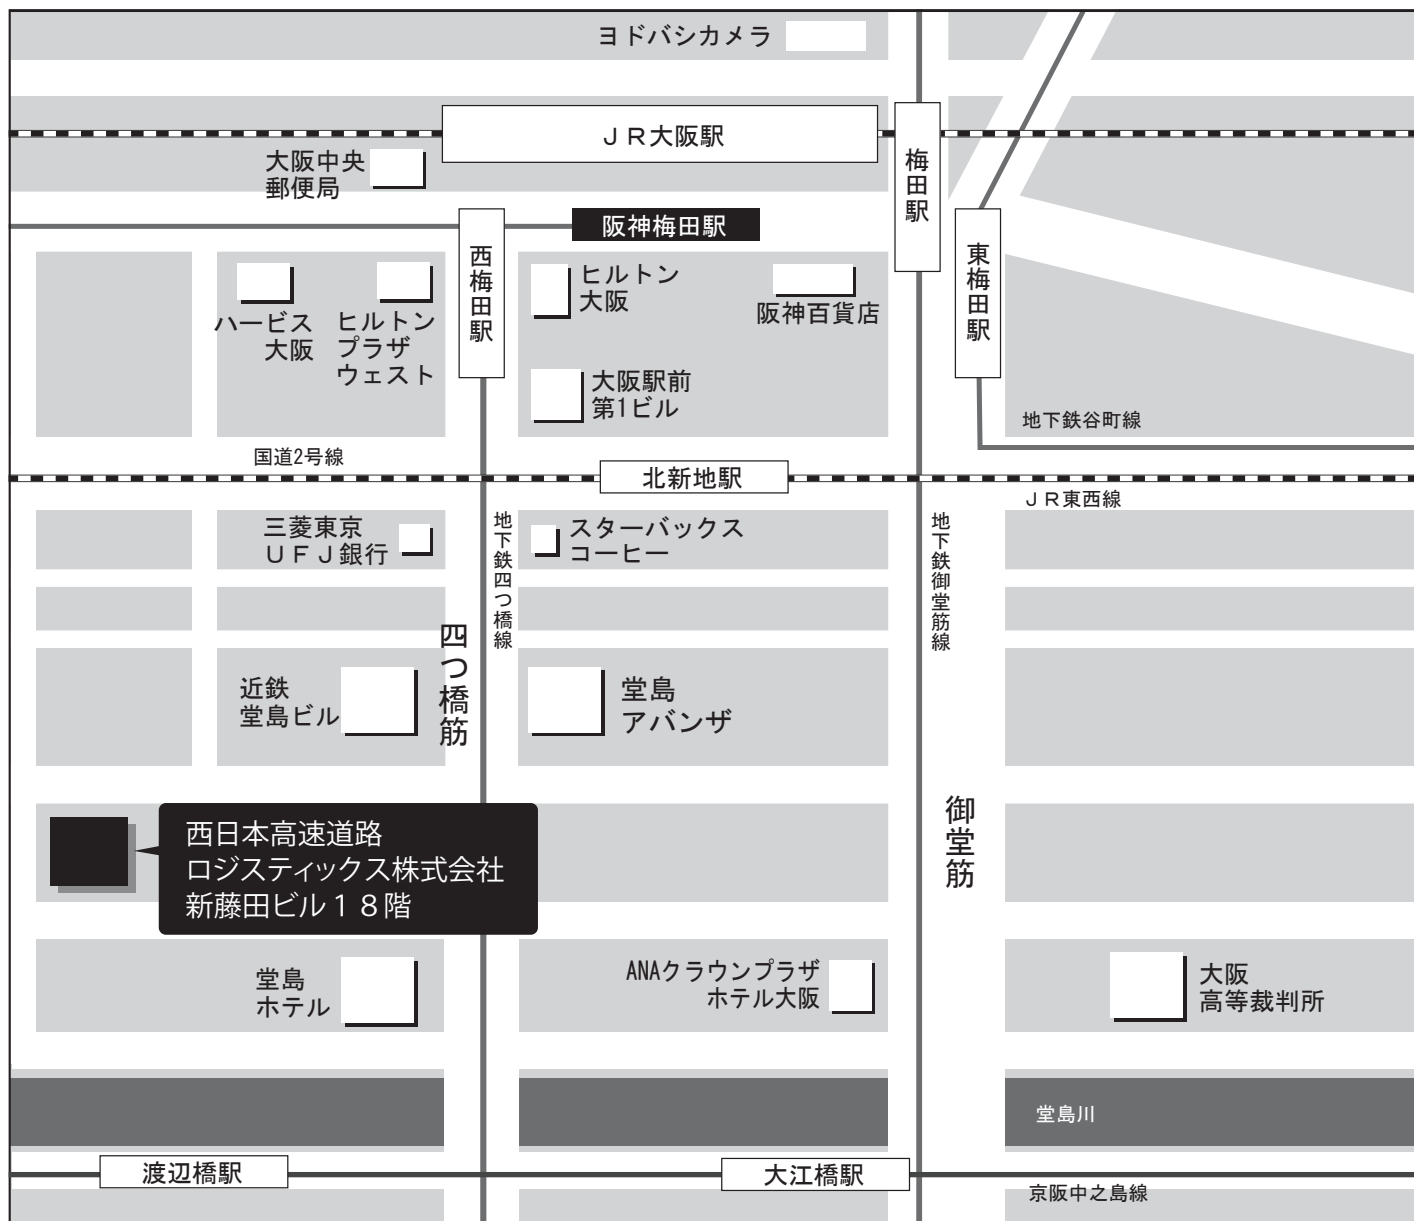 ヨドバシカメラ
ＪＲ大阪駅
梅田駅
大阪中央
郵便局
阪神梅田駅
西梅田駅
東梅田駅
ハービス
大阪
ヒルトン
プラザ
ウェスト
ヒルトン
大阪
阪神百貨店
大阪駅前
第1ビル
地下鉄谷町線
国道2号線
北新地駅
ＪＲ東西線
三菱東京
ＵＦＪ銀行
地下鉄四つ橋線
スターバックス
コーヒー
地下鉄御堂筋線
四つ橋筋
近鉄
堂島ビル
堂島
アバンザ
御堂筋
西日本高速道路
ロジスティックス株式会社
新藤田ビル１８階
堂島
ホテル
ANAクラウンプラザ
ホテル大阪
大阪
高等裁判所
堂島川
渡辺橋駅
大江橋駅
京阪中之島線